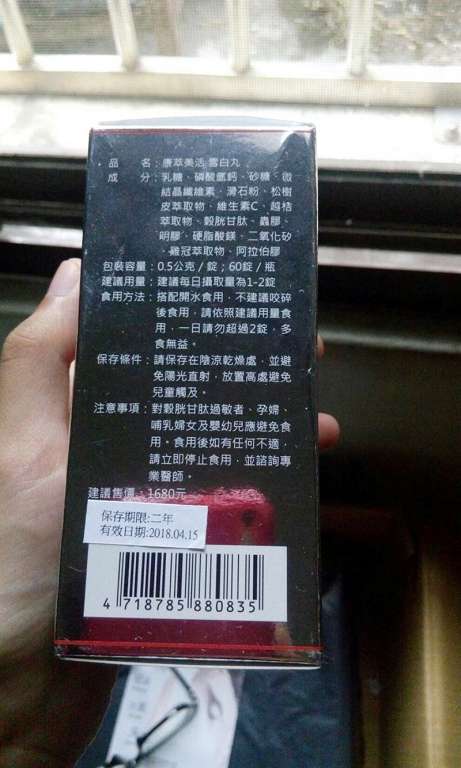 品　　名：康萃美活 雪白丸
成　　分：乳糖、磷酸氫鈣、砂糖、微
結晶纖維素、滑石粉、松樹
皮萃取物、維生素C、越桔
萃取物、穀胱甘肽、蟲膠、
明膠、硬脂酸鎂、二氧化矽
、雞冠萃取物、阿拉伯膠
包裝容量：0.5公克／錠；60錠／瓶
建議用量：建議每日攝取量為1-2錠
食用方法：搭配開水食用，不建議咬碎
後食用，請依照建議用量食
用，一日請勿超過2錠，多
食無益。
保存條件：請保存在陰涼乾燥處，並避
免陽光直射，放置高處避免
兒童觸及。
注意事項：對穀胱甘肽過敏者、孕婦、
哺乳婦女及嬰幼兒應避免食
用。食用後如有任何不適，
請立即停止食用，並諮詢專
業醫師。
建議售價：1680元
保存期限:二年
有效日期:2018.04.15
4 718785 880835